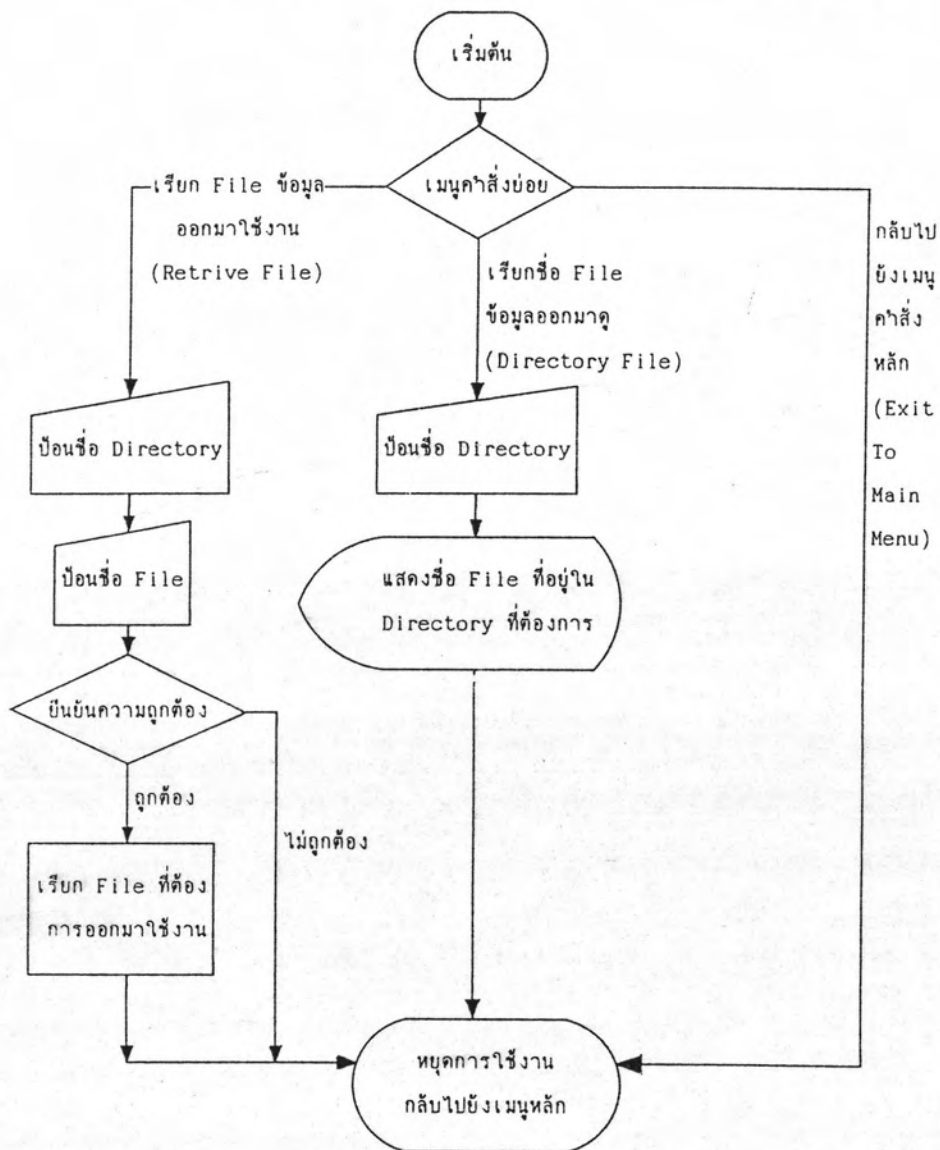 เริ่มต้น
เมนูคำสั่งย่อย
เรียก File ข้อมูล
ออกมาใช้งาน
(Retrive File)
เรียกชื่อ File
ข้อมูลออกมาดู
(Directory File)
กลับไป
ยังเมนู
คำสั่ง
หลัก
(Exit
To
Main
Menu)
ป้อนชื่อ Directory
ป้อนชื่อ Directory
ป้อนชื่อ File
แสดงชื่อ File ที่อยู่ใน
Directory ที่ต้องการ
ยืนยันความถูกต้อง
ถูกต้อง
ไม่ถูกต้อง
เรียก File ที่ต้อง
การออกมาใช้งาน
หยุดการใช้งาน
กลับไปยังเมนูหลัก